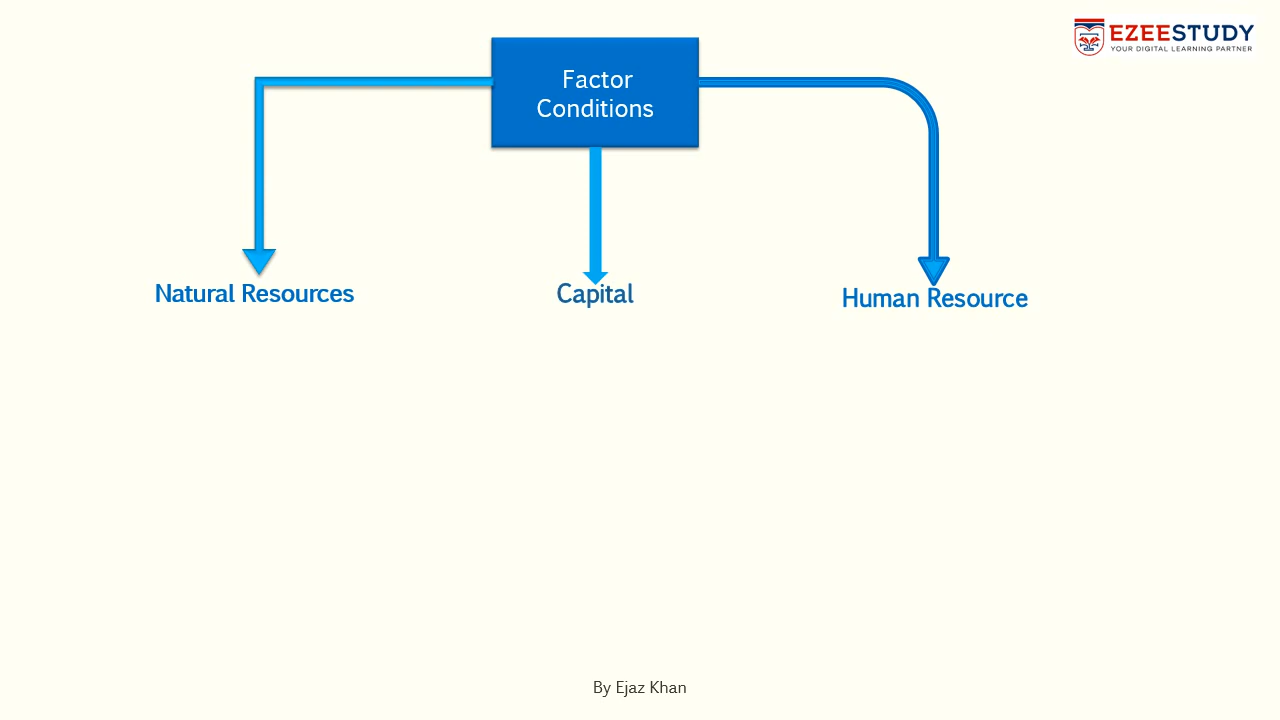 EZEESTUDY
YOUR DIGITAL LEARNING PARTNER
Factor
Conditions
Natural Resources
Capital
Human Resource
By Ejaz Khan